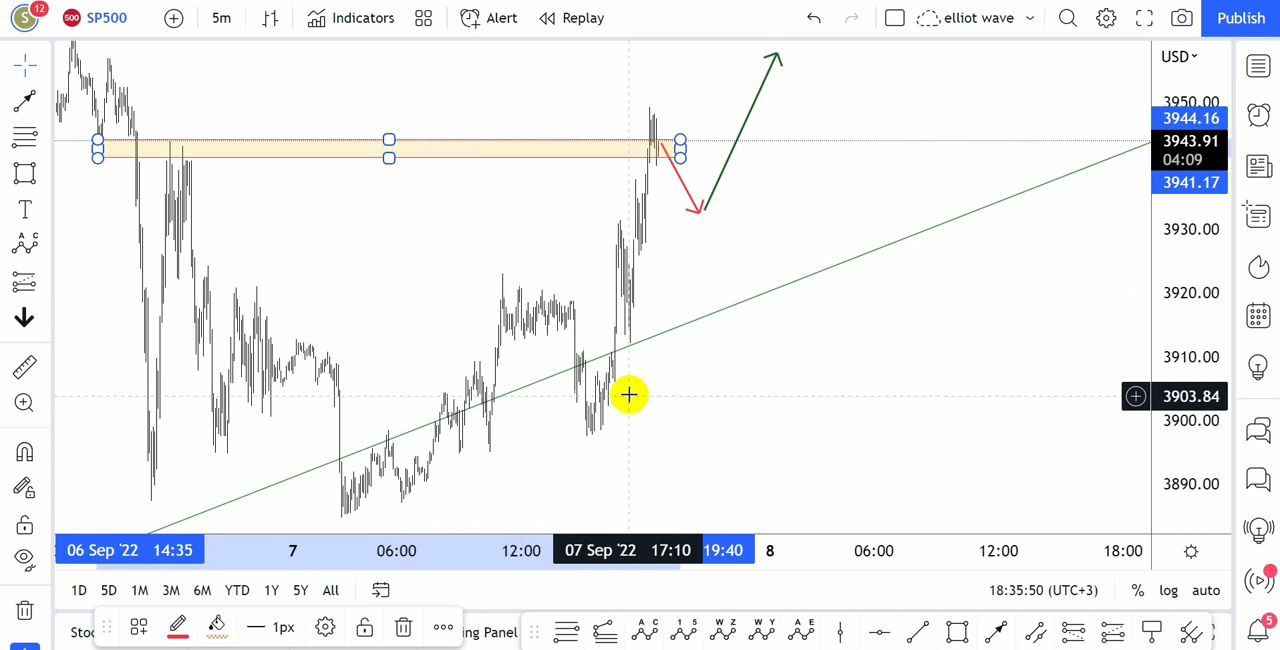 S 12 500 SP500 5m Indicators Alert Replay elliot wave Publish
USD
3950.00
3944.16
3943.91
04:09
3941.17
3930.00
3920.00
3910.00
3903.84
3900.00
3890.00
T
A C
06 Sep '22 14:35 7 06:00 12:00 07 Sep '22 17:10 19:40 8 06:00 12:00 18:00
1D 5D 1M 3M 6M YTD 1Y 5Y All 18:35:50 (UTC+3) % log auto
Stoc 1px ing Panel A C 1 5 W Z W Y A E 5